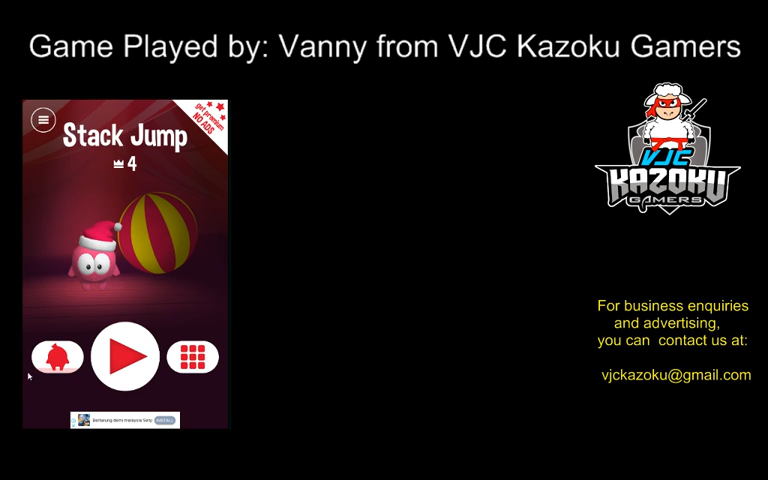 Game Played by: Vanny from VJC Kazoku Gamers
get premium
NO ADS
Stack Jump
4
VJC
KAZOKU
GAMERS
For business enquiries
and advertising,
you can contact us at:
vjckazoku@gmail.com